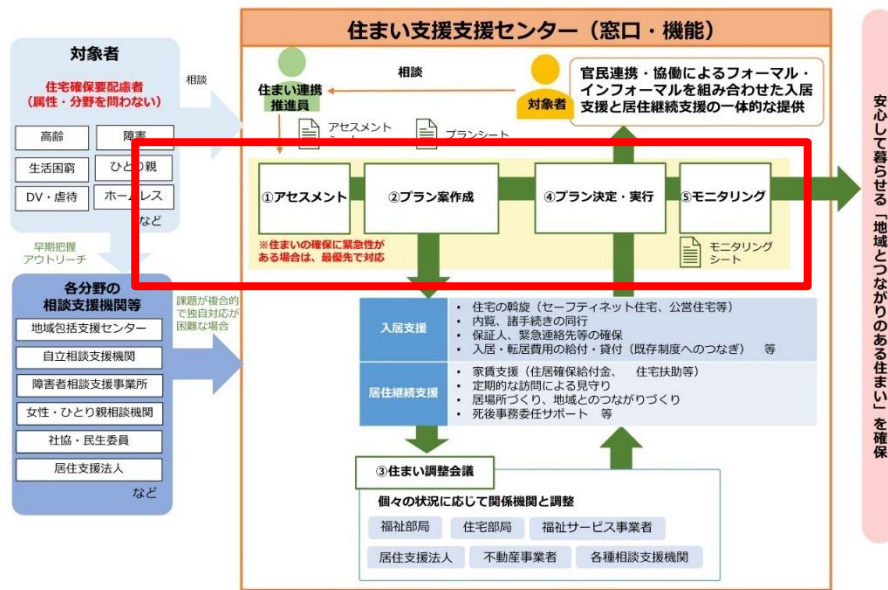 住まい支援支援センター（窓口・機能）
対象者
住宅確保要配慮者
（属性・分野を問わない）
高齢
障害
生活困窮
ひとり親
DV・虐待
ホームレス
など
相談
早期把握
アウトリーチ
各分野の
相談支援機関等
地域包括支援センター
自立相談支援機関
障害者相談支援事業所
女性・ひとり親相談機関
社協・民生委員
居住支援法人
など
課題が複合的
で独自対応が
困難な場合
住まい連携
推進員
相談
対象者
官民連携・協働によるフォーマル・
インフォーマルを組み合わせた入居
支援と居住継続支援の一体的な提供
アセスメント
シート
プランシート
①アセスメント
②プラン案作成
④プラン決定・実行
⑤モニタリング
※住まいの確保に緊急性が
ある場合は、最優先で対応
モニタリング
シート
入居支援
・ 住宅の斡旋（セーフティネット住宅、公営住宅等）
・ 内覧、諸手続きの同行
・ 保証人、緊急連絡先等の確保
・ 入居・転居費用の給付・貸付（既存制度へのつなぎ） 等
居住継続支援
・ 家賃支援（住居確保給付金、 住宅扶助等）
・ 定期的な訪問による見守り
・ 居場所づくり、地域とのつながりづくり
・ 死後事務委任サポート 等
③住まい調整会議
個々の状況に応じて関係機関と調整
福祉部局
住宅部局
福祉サービス事業者
居住支援法人
不動産事業者
各種相談支援機関
安心して暮らせる「地域とつながりのある住まい」を確保